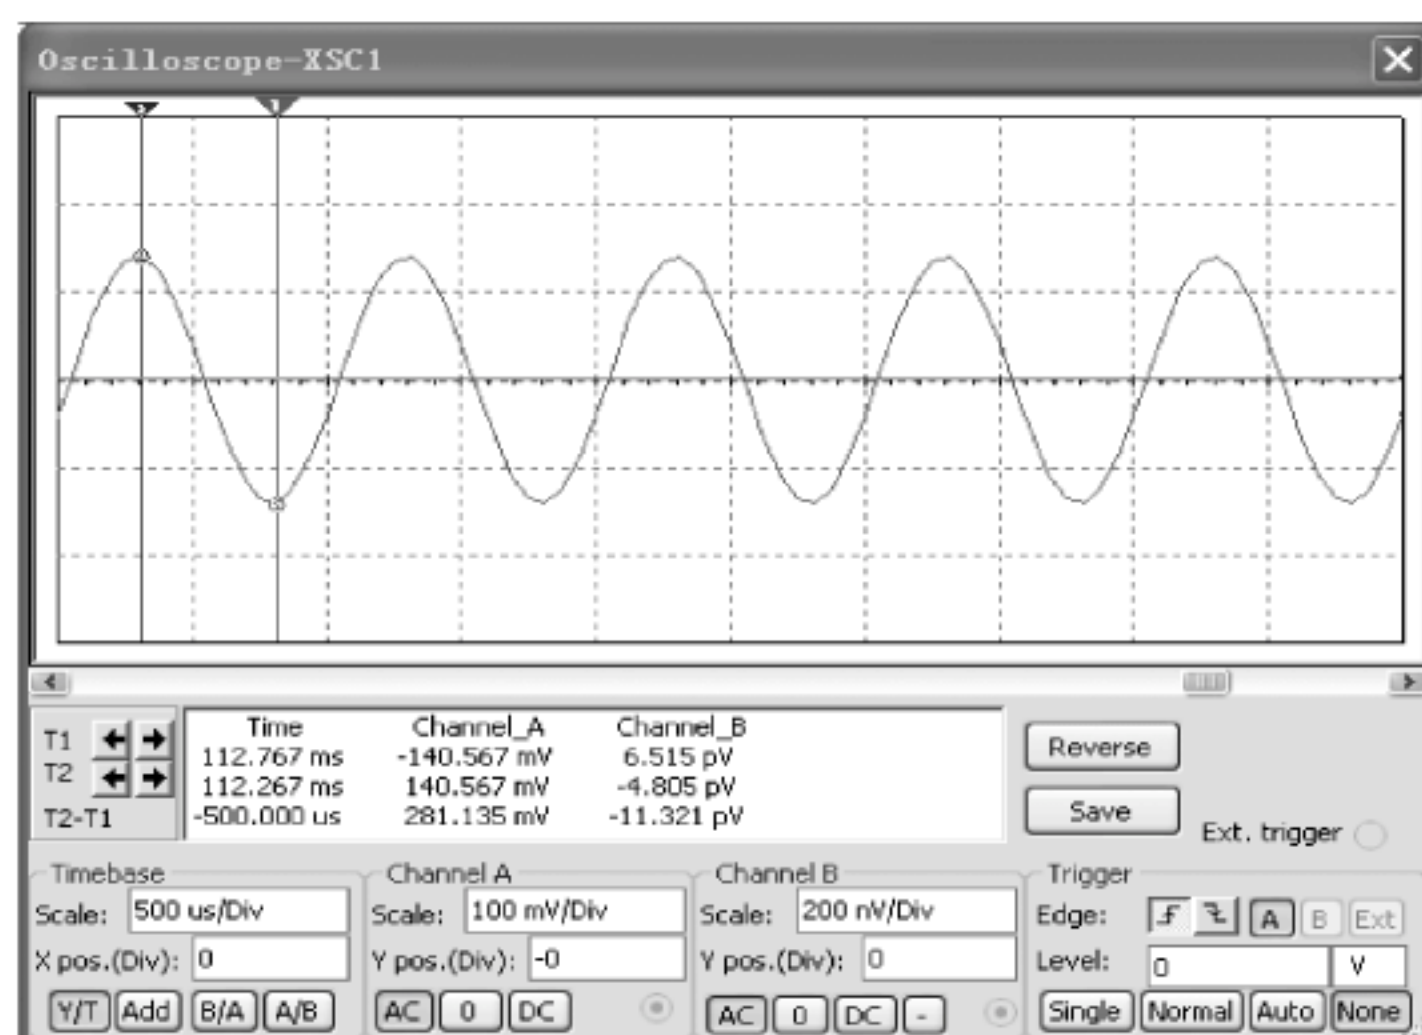 Oscilloscope-XSC1
2 1
Time Channel_A Channel_B
T1 112.767 ms -140.567 mV 6.515 pV
T2 112.267 ms 140.567 mV -4.805 pV
T2-T1 -500.000 us 281.135 mV -11.321 pV
Reverse
Save
Ext. trigger
Timebase
Scale: 500 us/Div
X pos.(Div): 0
Y/T Add B/A A/B
Channel A
Scale: 100 mV/Div
Y pos.(Div): -0
AC 0 DC
Channel B
Scale: 200 nV/Div
Y pos.(Div): 0
AC 0 DC -
Trigger
Edge: A B Ext
Level: 0 V
Single Normal Auto None